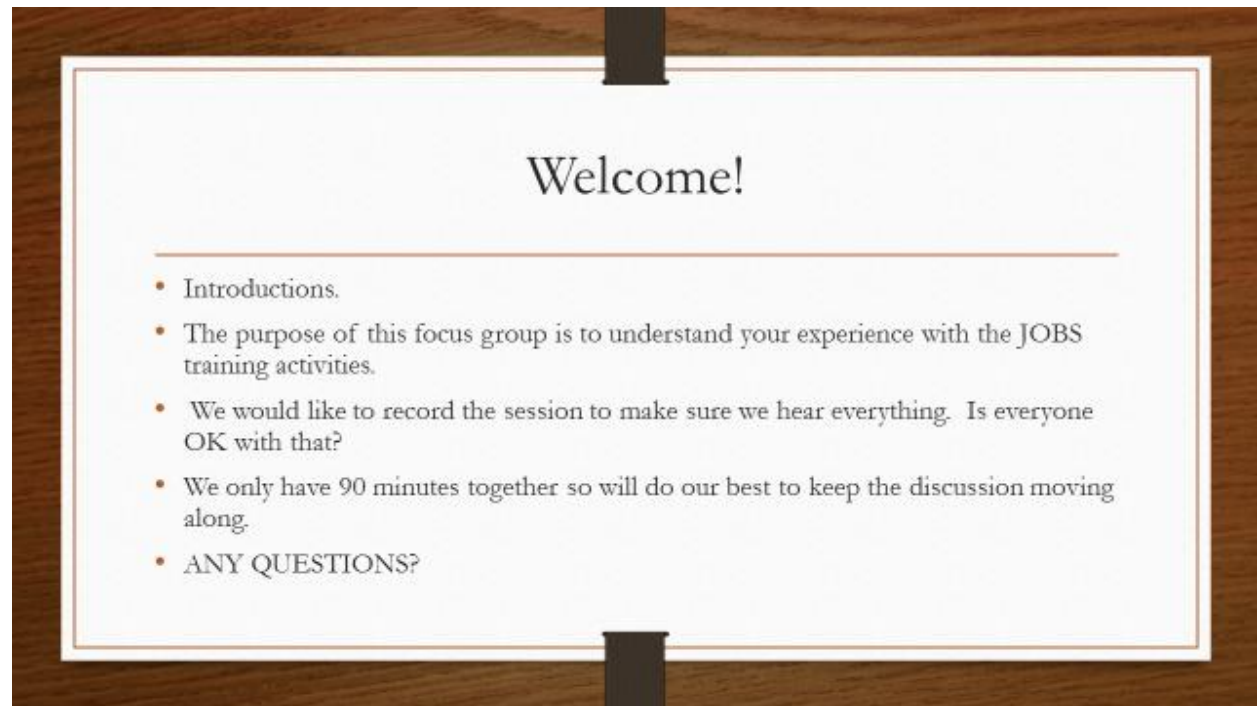 Welcome!
• Introductions.
• The purpose of this focus group is to understand your experience with the JOBS
training activities.
• We would like to record the session to make sure we hear everything.  Is everyone
OK with that?
• We only have 90 minutes together so will do our best to keep the discussion moving
along.
• ANY QUESTIONS?